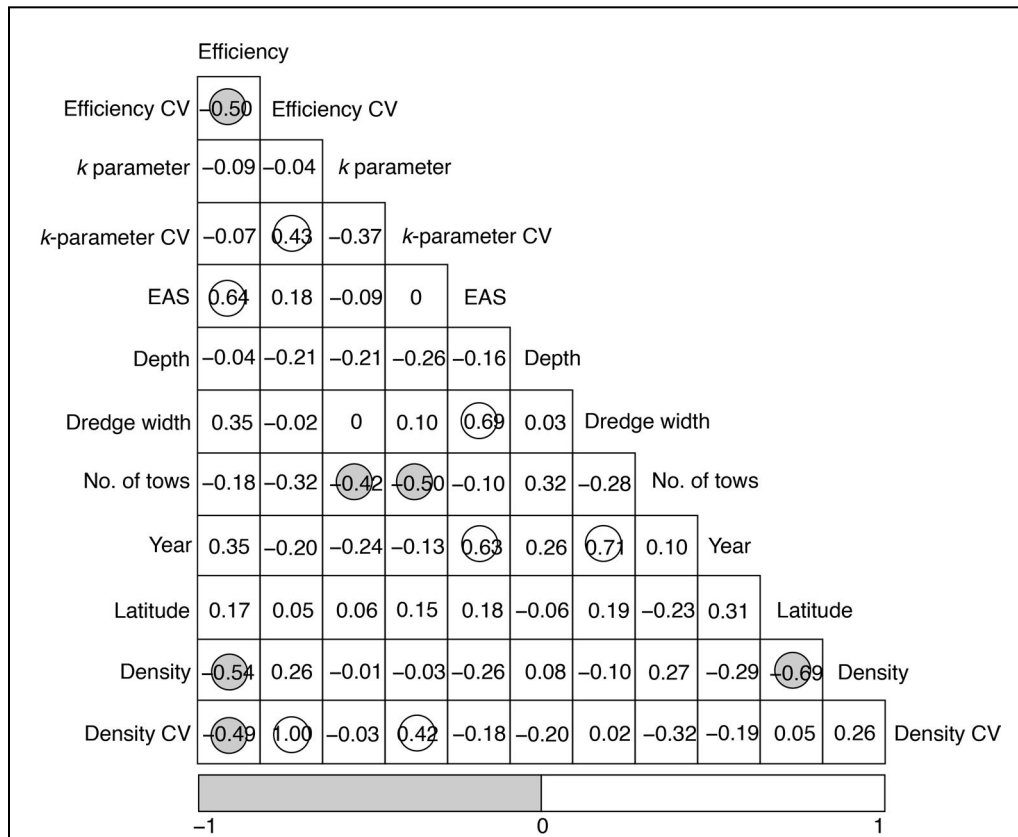 Efficiency
Efficiency CV −0.50 Efficiency CV
k parameter −0.09 −0.04 k parameter
k-parameter CV −0.07 0.43 −0.37 k-parameter CV
EAS 0.64 0.18 −0.09 0 EAS
Depth −0.04 −0.21 −0.21 −0.26 −0.16 Depth
Dredge width 0.35 −0.02 0 0.10 0.69 0.03 Dredge width
No. of tows −0.18 −0.32 −0.42 −0.50 −0.10 0.32 −0.28 No. of tows
Year 0.35 −0.20 −0.24 −0.13 0.63 0.26 0.71 0.10 Year
Latitude 0.17 0.05 0.06 0.15 0.18 −0.06 0.19 −0.23 0.31 Latitude
Density −0.54 0.26 −0.01 −0.03 −0.26 0.08 −0.10 0.27 −0.29 −0.69 Density
Density CV −0.49 1.00 −0.03 0.42 −0.18 −0.20 0.02 −0.32 −0.19 0.05 0.26 Density CV
−1 0 1